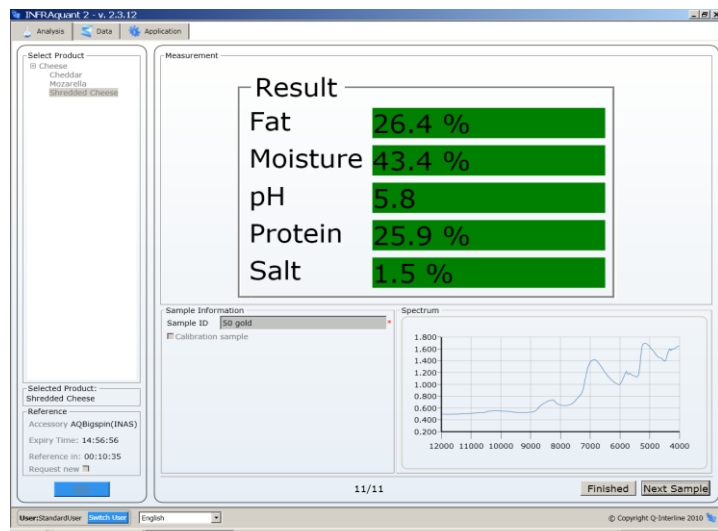 INFRAquant 2 - v. 2.3.12
Analysis
Data
Application
Select Product
Cheese
Cheddar
Mozarella
Shredded Cheese
Selected Product:
Shredded Cheese
Reference
Accessory AQBigspin(INAS)
Expiry Time: 14:56:56
Reference in: 00:10:35
Request new
Measurement
Result
Fat 26.4 %
Moisture 43.4 %
pH 5.8
Protein 25.9 %
Salt 1.5 %
Sample Information
Sample ID 50 gold *
Calibration sample
Spectrum
1.800
1.600
1.400
1.200
1.000
0.800
0.600
0.400
0.200
12000 11000 10000 9000 8000 7000 6000 5000 4000
11/11
Finished
Next Sample
User:StandardUser Switch User English
© Copyright Q-Interline 2010